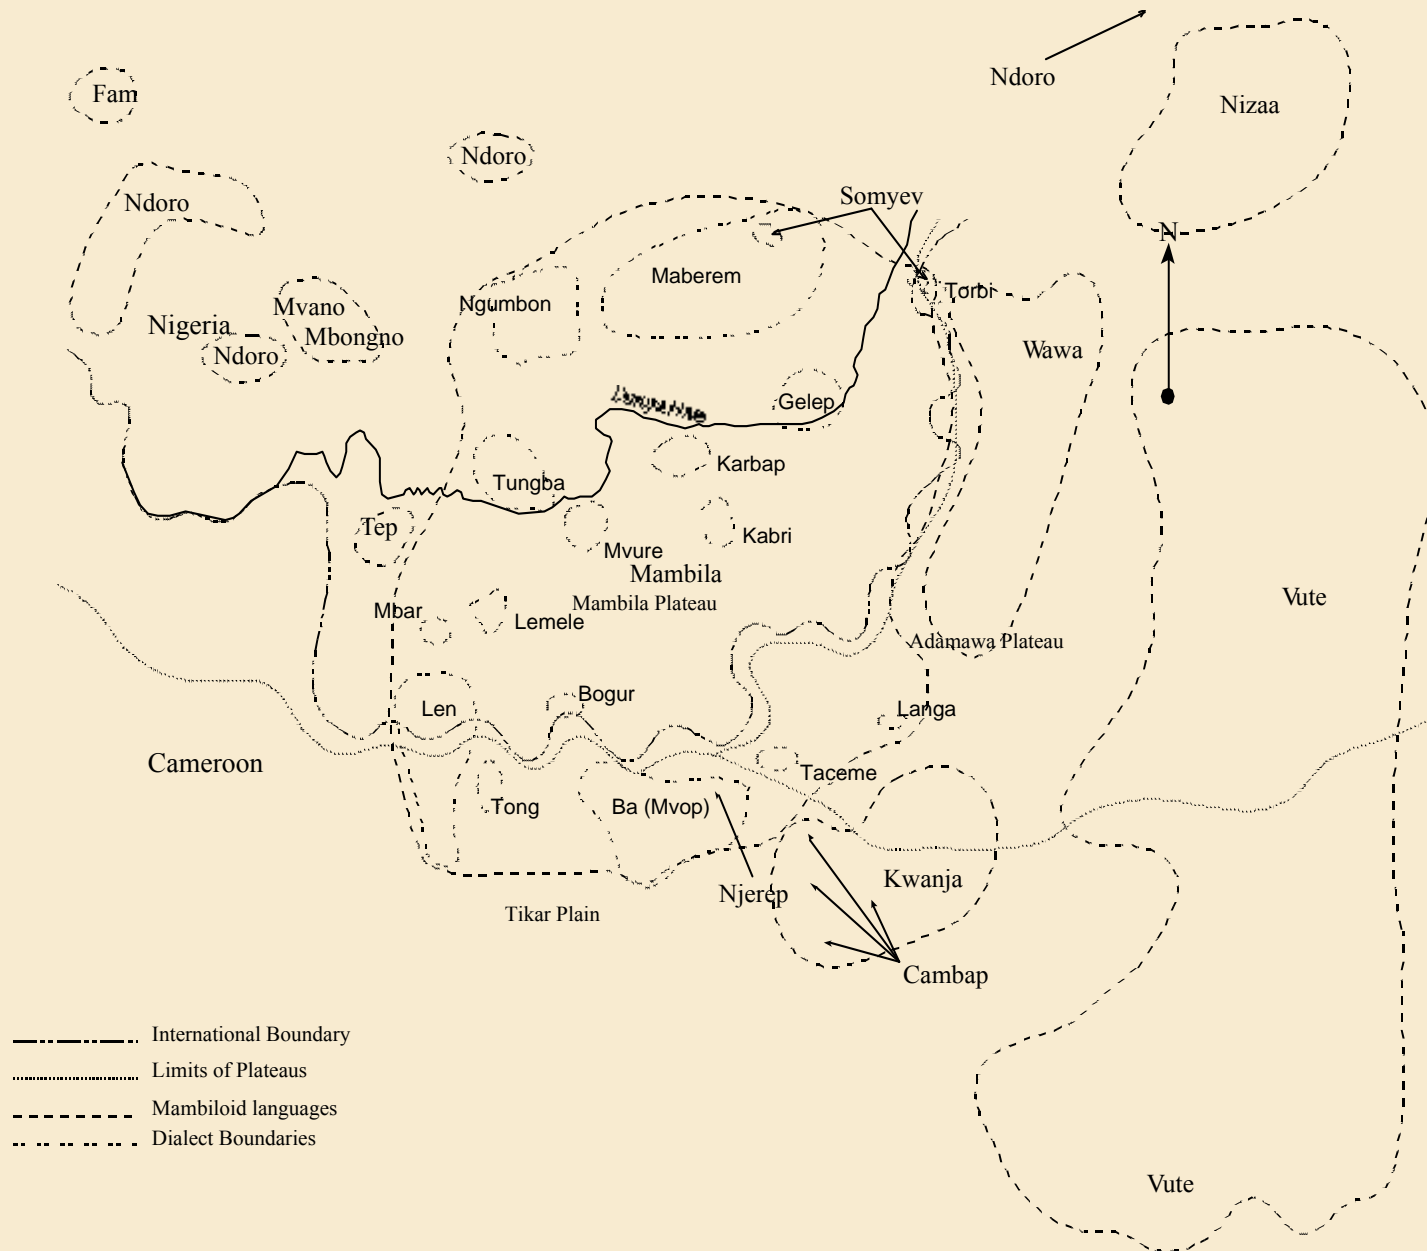 Ndoro
Fam
Nizaa
Ndoro
Somyev
Ndoro
N
Maberem
Torbi
Ngumbon
Mvano
Nigeria
Mbongno
Wawa
Ndoro
Gelep
Karbap
Tungba
Tep
Kabri
Mvure
Mambila
Vute
Mambila Plateau
Mbar
Lemele
Adamawa Plateau
Bogur
Len
Langa
Cameroon
Taceme
Tong
Ba (Mvop)
Kwanja
Njerep
Tikar Plain
Cambap
International Boundary
Limits of Plateaus
Mambiloid languages
Dialect Boundaries
Vute